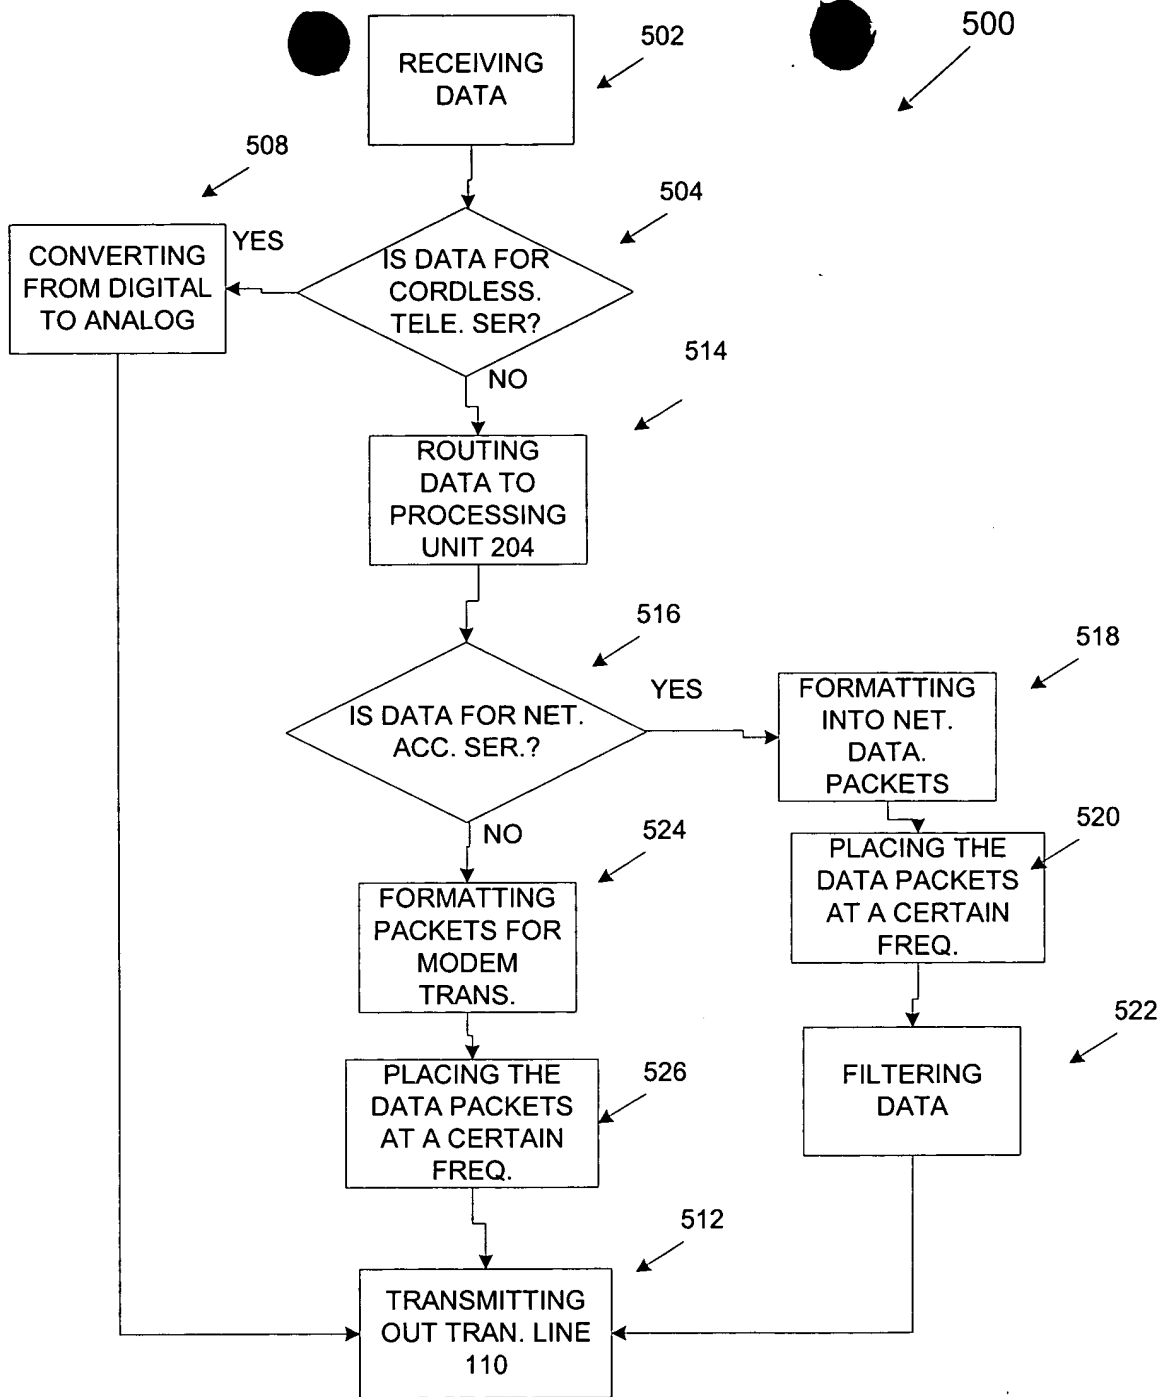 500
502
RECEIVING
DATA
508
504
YES
CONVERTING
FROM DIGITAL
TO ANALOG
IS DATA FOR
CORDLESS.
TELE. SER?
514
NO
ROUTING
DATA TO
PROCESSING
UNIT 204
516
518
YES
IS DATA FOR NET.
ACC. SER.?
FORMATTING
INTO NET.
DATA.
PACKETS
520
NO
524
PLACING THE
DATA PACKETS
AT A CERTAIN
FREQ.
FORMATTING
PACKETS FOR
MODEM
TRANS.
522
526
PLACING THE
DATA PACKETS
AT A CERTAIN
FREQ.
FILTERING
DATA
512
TRANSMITTING
OUT TRAN. LINE
110